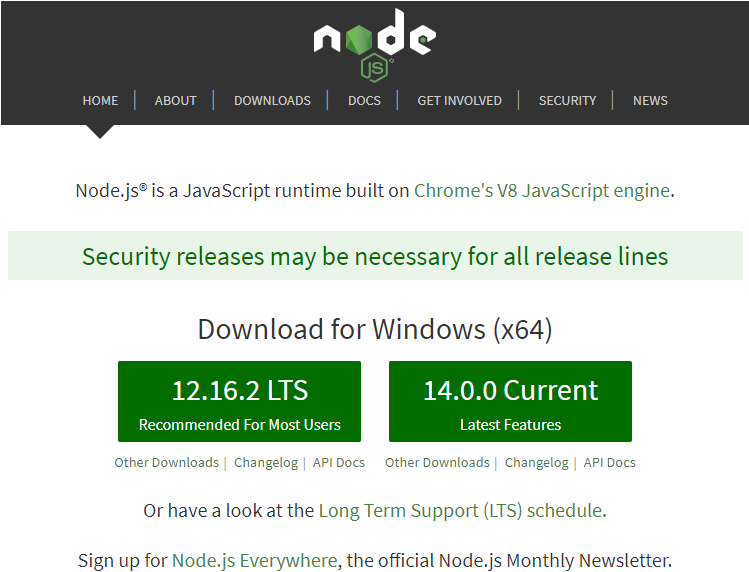 node
JS
HOME | ABOUT | DOWNLOADS | DOCS | GET INVOLVED | SECURITY | NEWS
Node.js® is a JavaScript runtime built on Chrome's V8 JavaScript engine.
Security releases may be necessary for all release lines
Download for Windows (x64)
12.16.2 LTS
Recommended For Most Users
14.0.0 Current
Latest Features
Other Downloads | Changelog | API Docs
Other Downloads | Changelog | API Docs
Or have a look at the Long Term Support (LTS) schedule.
Sign up for Node.js Everywhere, the official Node.js Monthly Newsletter.